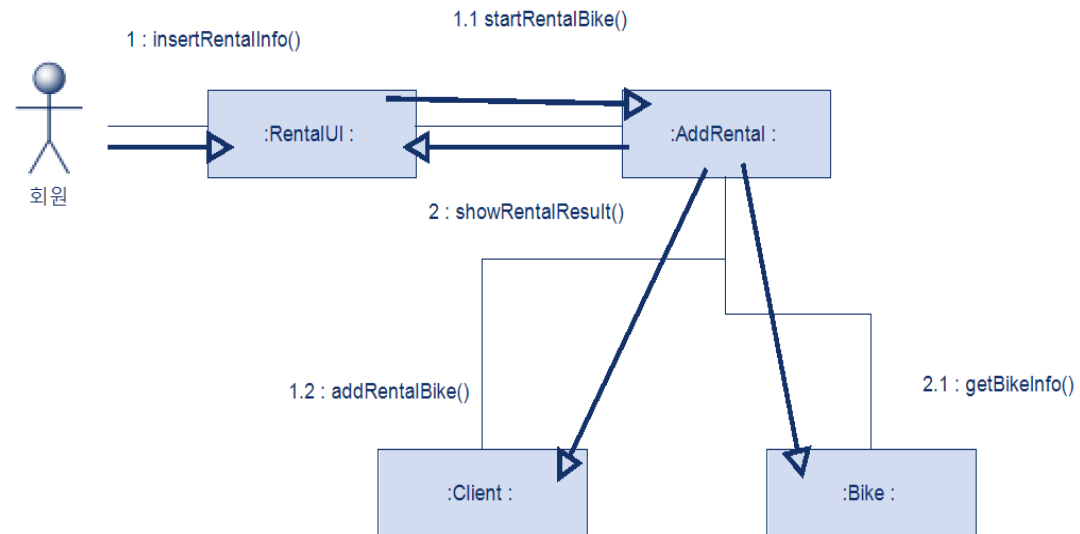 1.1 startRentalBike()
1 : insertRentalInfo()
:RentalUI :
:AddRental :
회원
2 : showRentalResult()
1.2 : addRentalBike()
2.1 : getBikeInfo()
:Client :
:Bike :